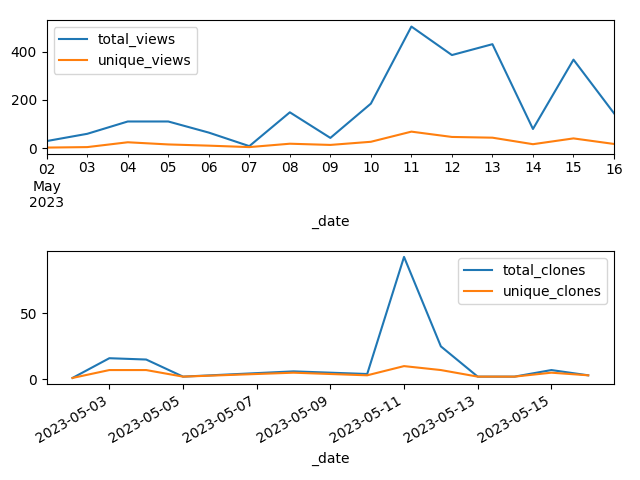 400
200
0
total_views
unique_views
02 03 04 05 06 07 08 09 10 11 12 13 14 15 16
May
2023
_date
50
0
total_clones
unique_clones
2023-05-03 2023-05-05 2023-05-07 2023-05-09 2023-05-11 2023-05-13 2023-05-15
_date